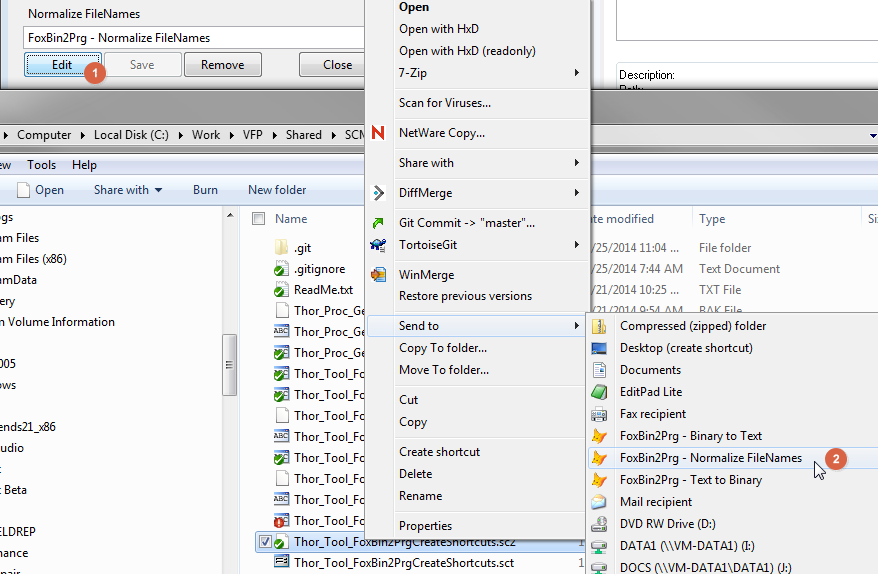 Normalize FileNames
FoxBin2Prg - Normalize FileNames
Edit
Save
Remove
Close
1
Description:
Computer
Local Disk (C:)
Work
VFP
Shared
SCM
ew
Tools
Help
Open
Share with
Burn
New folder
gs
am Files
am Files (x86)
amData
ery
n Volume Information
005
ows
ends21_x86
udio
t Beta
ELDREP
nance
Name
ate modified
Type
Si
.git
/25/2014 11:04 ...
File folder
.gitignore
/25/2014 7:44 AM
Text Document
ReadMe.txt
/21/2014 10:25 ...
TXT File
Thor_Proc_Ge
/21/2014 9:54 AM
BAK File
Thor_Proc_Ge
Thor_Proc_Ge
Thor_Tool_Fo
Thor_Tool_Fo
Thor_Tool_Fo
Thor_Tool_Fo
Thor_Tool_Fo
Thor_Tool_Fo
Thor_Tool_Fo
Thor_Tool_Fo
Thor_Tool_FoxBin2PrgCreateShortcuts.sc2
Thor_Tool_FoxBin2PrgCreateShortcuts.sct
Open
Open with HxD
Open with HxD (readonly)
7-Zip
Scan for Viruses...
NetWare Copy...
Share with
DiffMerge
Git Commit -> "master"...
TortoiseGit
WinMerge
Restore previous versions
Send to
Copy To folder...
Move To folder...
Cut
Copy
Create shortcut
Delete
Rename
Properties
Compressed (zipped) folder
Desktop (create shortcut)
Documents
EditPad Lite
Fax recipient
FoxBin2Prg - Binary to Text
FoxBin2Prg - Normalize FileNames
2
FoxBin2Prg - Text to Binary
Mail recipient
DVD RW Drive (D:)
DATA1 (\\VM-DATA1) (I:)
DOCS (\\VM-DATA1\DATA1) (J:)